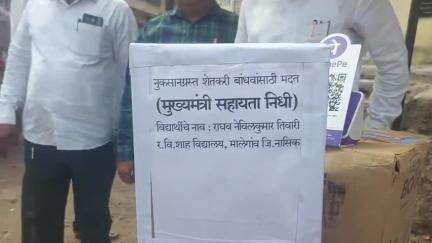 नुकसानग्रस्त शेतकरी बांधवांसाठी मदत
(मुख्यमंत्री सहायता निधी)
विद्यार्थीचे नाव : राघव नेविलकुमार तिवारी
र.वि.शाह विद्यालय, मालेगांव जि.नासिक